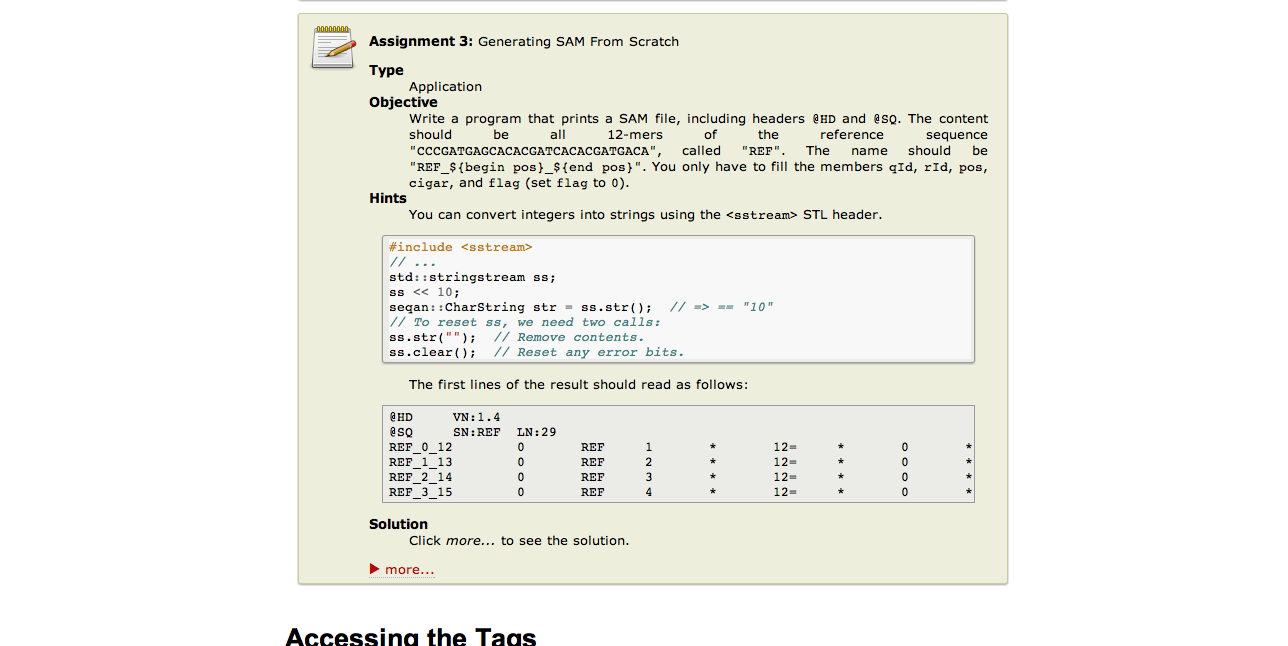 Assignment 3: Generating SAM From Scratch
Type
Application
Objective
Write a program that prints a SAM file, including headers @HD and @SQ. The content
should be all 12-mers of the reference sequence
"CCCGATGAGCACACGATCACACGATGACA", called "REF". The name should be
"REF_${begin pos}_${end pos}". You only have to fill the members qId, rId, pos,
cigar, and flag (set flag to 0).
Hints
You can convert integers into strings using the <sstream> STL header.
#include <sstream>
// ...
std::stringstream ss;
ss << 10;
seqan::CharString str = ss.str();  // => == "10"
// To reset ss, we need two calls:
ss.str("");  // Remove contents.
ss.clear();  // Reset any error bits.
The first lines of the result should read as follows:
@HD VN:1.4
@SQ SN:REF LN:29
REF_0_12 0 REF 1 * 12= * 0 *
REF_1_13 0 REF 2 * 12= * 0 *
REF_2_14 0 REF 3 * 12= * 0 *
REF_3_15 0 REF 4 * 12= * 0 *
Solution
Click more... to see the solution.
more...
Accessing the Tags